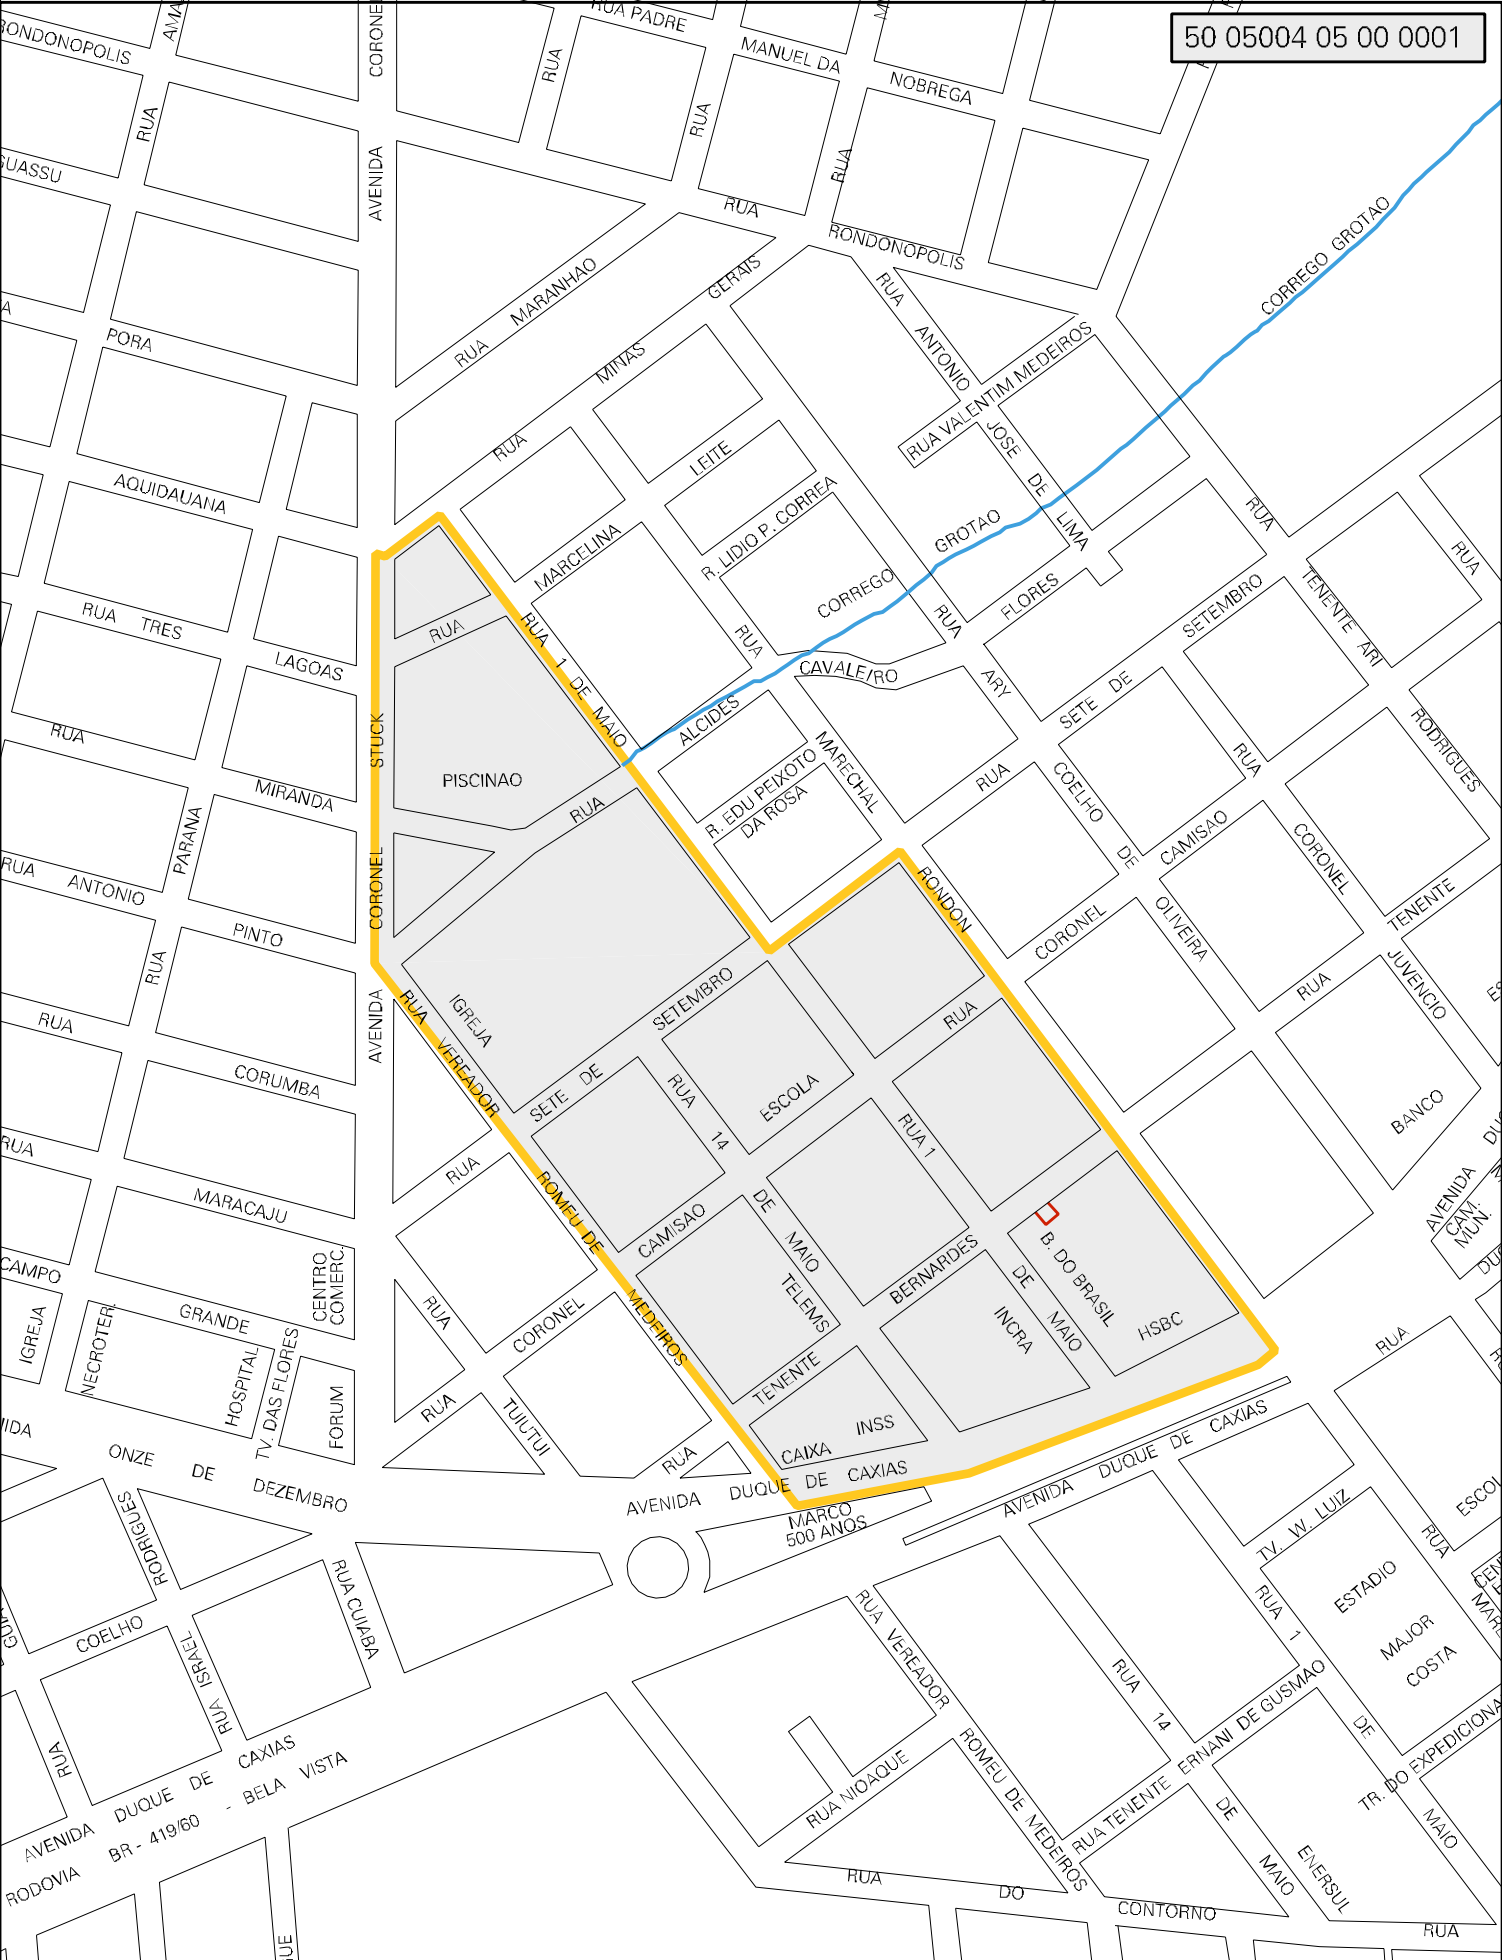 50 05004 05 00 0001
RONDONOPOLIS
RUA PADRE
MANUEL DA
NOBREGA
CORONEL
RUA
RUA
RUA
RUA
AVENIDA
RUA
RONDONOPOLIS
CORREGO GROTAO
RUA MARANHAO
GERAIS
MINAS
RUA
PORA
RUA
ANTONIO
JOSE
DE
LIMA
RUA VALENTIM MEDEIROS
AQUIDAUANA
LEITE
MARCELINA
R. LIDIO P. CORREA
CORREGO
GROTAO
RUA
RUA
RUA TRES
LAGOAS
RUA
RUA 1 DE MAIO
RUA
CAVALEIRO
ALCIDES
FLORES
RUA
ARY
COELHO
DE
OLIVEIRA
SETE DE
SETEMBRO
TENENTE ARI
RODRIGUES
RUA
STUCK
CORONEL
AVENIDA
RUA
MIRANDA
PARANA
RUA
PISCINAO
RUA
R. EDU PEIXOTO
DA ROSA
MARECHAL
RONDON
RUA
RUA
CORONEL
JUVENCIO
CAMISAO
TENENTE
CORONEL
RUA
RUA ANTONIO
PINTO
RUA
CORUMBA
RUA VEREADOR
ROMEU DE
MEDEIROS
IGREJA
SETE DE
SETEMBRO
RUA
14
DE
MAIO
ESCOLA
RUA
RUA 1
DE
MAIO
BANCO
AVENIDA
CAM.
MUN.
RUA
MARACAJU
RUA
CAMISAO
TELEMS
BERNARDES
INCRA
B. DO BRASIL
HSBC
CAMPO
GRANDE
CENTRO
COMERC.
IGREJA
NECROTER.
HOSPITAL
TV. DAS FLORES
FORUM
RUA
TUIUTUI
CORONEL
RUA
RUA
TENENTE
INSS
CAIXA
AVENIDA DUQUE DE CAXIAS
MARCO
500 ANOS
AVENIDA DUQUE DE CAXIAS
RUA
ONZE DE DEZEMBRO
RODRIGUES
COELHO
RUA ISRAEL
RUA CUIABA
RUA
AVENIDA DUQUE DE CAXIAS
RODOVIA BR - 419/60 - BELA VISTA
RUA VEREADOR
ROMEU DE MEDEIROS
RUA NIOAQUE
RUA
14
DE
MAIO
TV. W. LUIZ
RUA 1
DE
MAIO
ESTADIO
MAJOR
COSTA
RUA
RUA TENENTE ERNANI DE GUSMAO
ENERSUL
RUA DO CONTORNO
RUA